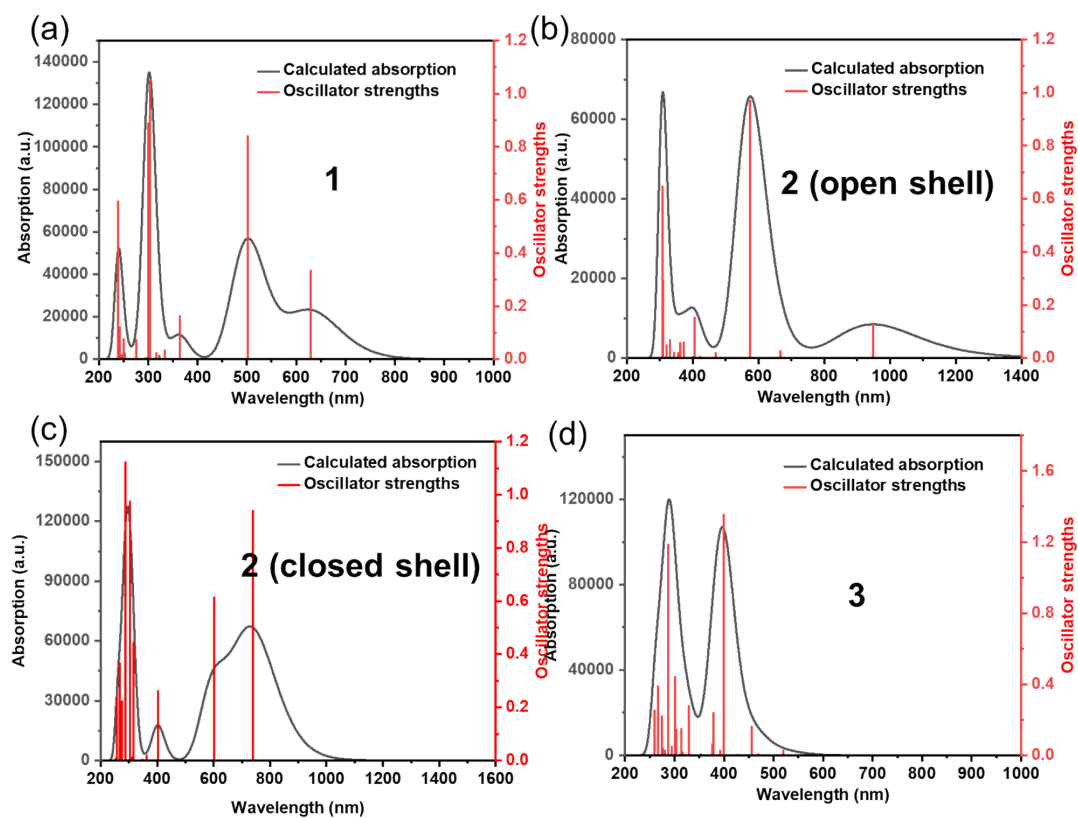 (a)
140000
120000
100000
80000
60000
40000
20000
0
Absorption (a.u.)
1.2
1.0
0.8
0.6
0.4
0.2
0.0
Oscillator strengths
Calculated absorption
Oscillator strengths
1
200 300 400 500 600 700 800 900 1000
Wavelength (nm)
(b)
80000
60000
40000
20000
0
Absorption (a.u.)
1.2
1.0
0.8
0.6
0.4
0.2
0.0
Oscillator strengths
Calculated absorption
Oscillator strengths
2 (open shell)
200 400 600 800 1000 1200 1400
Wavelength (nm)
(c)
150000
120000
90000
60000
30000
0
Absorption (a.u.)
1.2
1.0
0.8
0.6
0.4
0.2
0.0
Oscillator strengths
Calculated absorption
Oscillator strengths
2 (closed shell)
200 400 600 800 1000 1200 1400 1600
Wavelength (nm)
(d)
120000
80000
40000
0
Absorption (a.u.)
1.6
1.2
0.8
0.4
0.0
Oscillator strengths
Calculated absorption
Oscillator strengths
3
200 300 400 500 600 700 800 900 1000
Wavelength (nm)